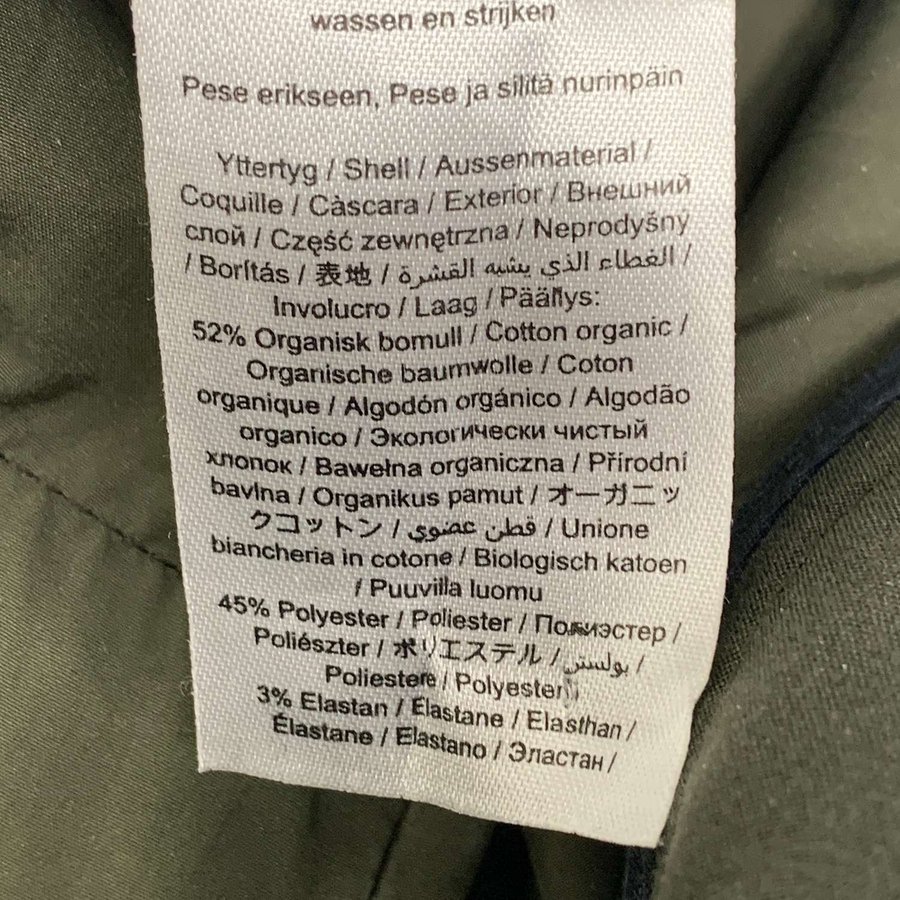 wassen en strijken
Pese erikseen, Pese ja silitä nurinpäin
Yttertyg / Shell / Aussenmaterial /
Coquille / Càscara / Exterior / Внешний
слой / Część zewnętrzna / Neprodyšny
/ Borítás / 表地 / الغطاء الذي يشبه القشرة /
Involucro / Laag / Päällys:
52% Organisk bomull / Cotton organic /
Organische baumwolle / Coton
organique / Algodón orgánico / Algodão
organico / Экологически чистый
хлопок / Bawełna organiczna / Přírodní
bavlna / Organikus pamut / オーガニッ
クコットン / قطن عضوي / Unione
biancheria in cotone / Biologisch katoen
/ Puuvilla luomu
45% Polyester / Poliester / Полиэстер /
Poliészter / ポリエステル / بولستر /
Poliestere / Polyesteri
3% Elastan / Elastane / Elasthan /
Élastane / Elastano / Эластан /